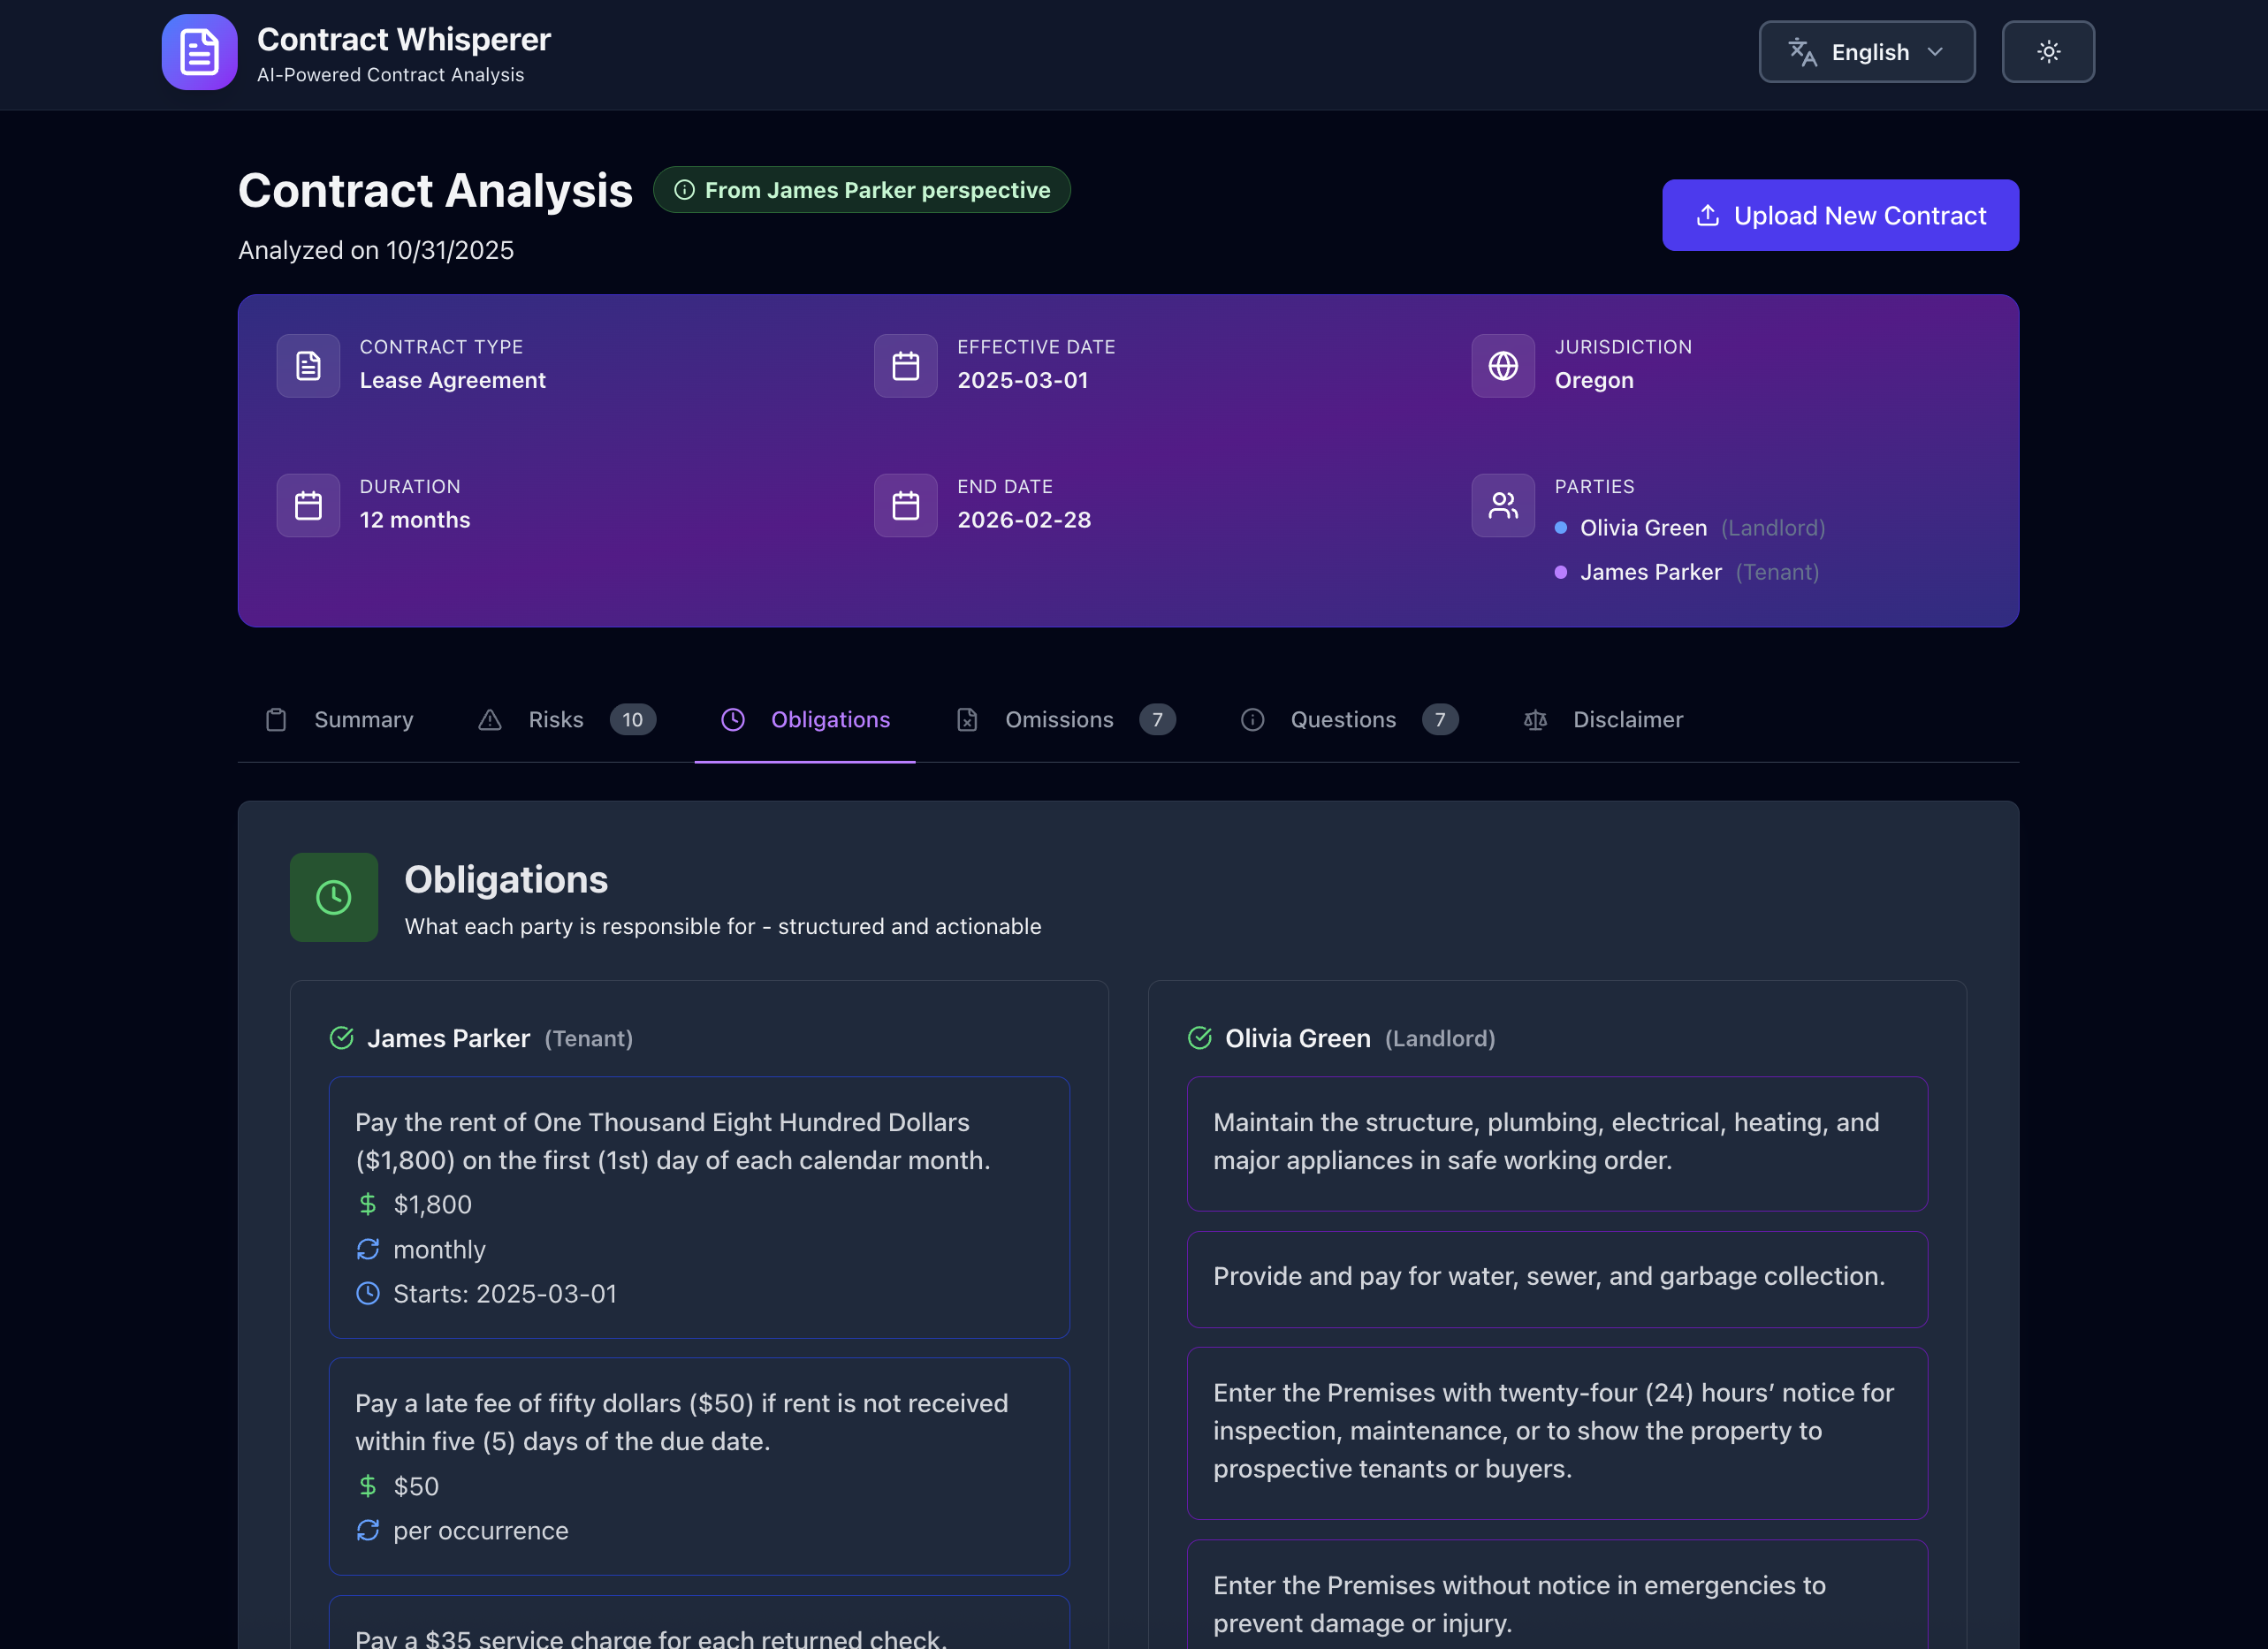 Contract Whisperer
AI-Powered Contract Analysis
English
Contract Analysis
From James Parker perspective
Analyzed on 10/31/2025
Upload New Contract
CONTRACT TYPE
Lease Agreement
EFFECTIVE DATE
2025-03-01
JURISDICTION
Oregon
DURATION
12 months
END DATE
2026-02-28
PARTIES
Olivia Green (Landlord)
James Parker (Tenant)
Summary
Risks 10
Obligations
Omissions 7
Questions 7
Disclaimer
Obligations
What each party is responsible for - structured and actionable
James Parker (Tenant)
Pay the rent of One Thousand Eight Hundred Dollars
($1,800) on the first (1st) day of each calendar month.
$1,800
monthly
Starts: 2025-03-01
Pay a late fee of fifty dollars ($50) if rent is not received
within five (5) days of the due date.
$50
per occurrence
Pay a $35 service charge for each returned check.
Olivia Green (Landlord)
Maintain the structure, plumbing, electrical, heating, and
major appliances in safe working order.
Provide and pay for water, sewer, and garbage collection.
Enter the Premises with twenty-four (24) hours’ notice for
inspection, maintenance, or to show the property to
prospective tenants or buyers.
Enter the Premises without notice in emergencies to
prevent damage or injury.